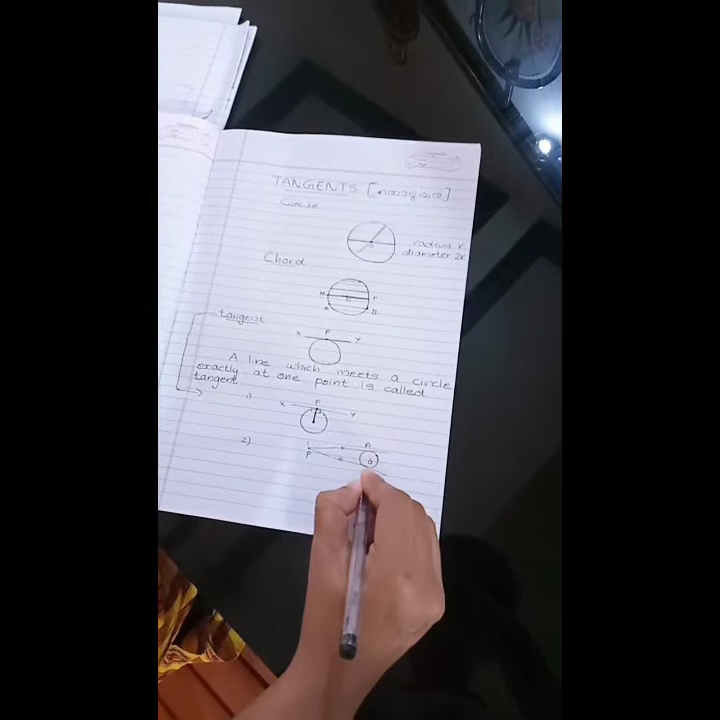 TANGENTS [തൊടുവര]
Circle
radius r
diameter 2r
Chord
M
C
P
A
B
tangent
X P Y
A line which meets a circle
exactly at one point is called
tangent
1)
X P Y
2)
P
A
O